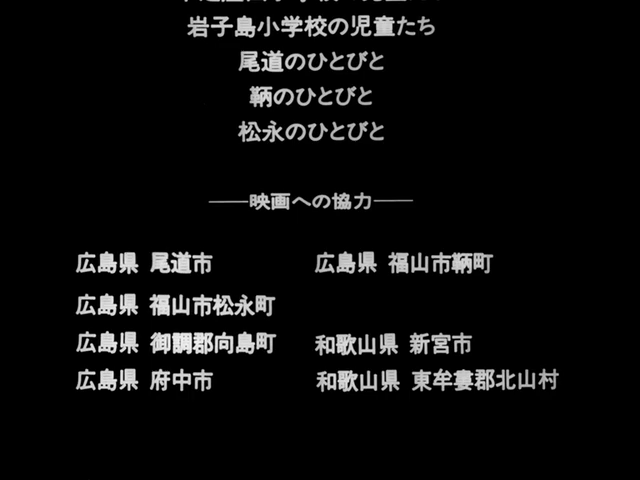 岩子島小学校の児童たち
尾道のひとびと
鞆のひとびと
松永のひとびと
——映画への協力——
広島県 尾道市 広島県 福山市鞆町
広島県 福山市松永町
広島県 御調郡向島町 和歌山県 新宮市
広島県 府中市 和歌山県 東牟婁郡北山村